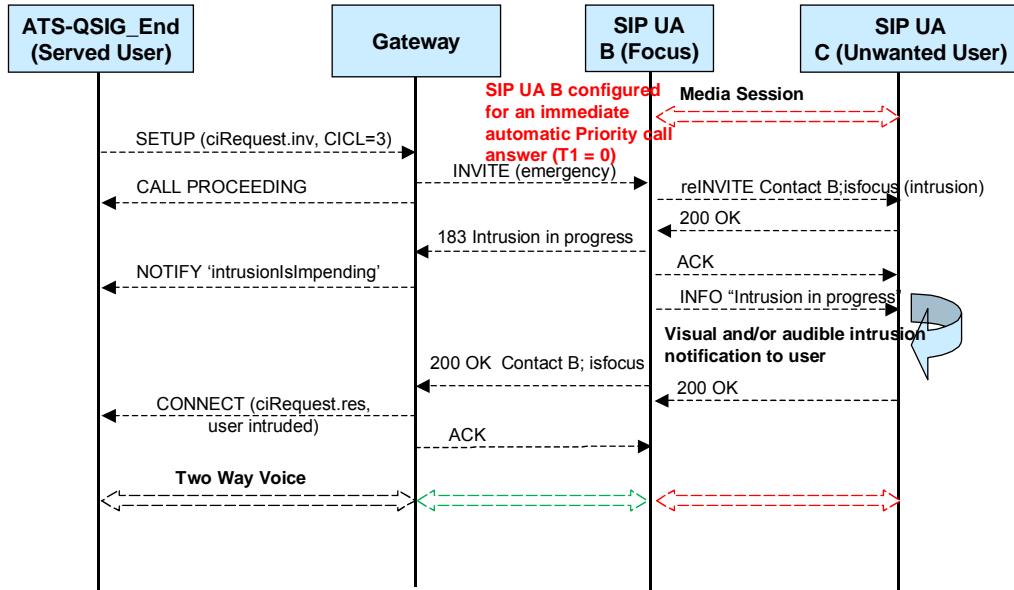 ATS-QSIG_End
(Served User)
Gateway
SIP UA
B (Focus)
SIP UA
C (Unwanted User)
SIP UA B configured
for an immediate
automatic Priority call
answer (T1 = 0)
Media Session
SETUP (ciRequest.inv, CICL=3)
INVITE (emergency)
CALL PROCEEDING
reINVITE Contact B;isfocus (intrusion)
200 OK
183 Intrusion in progress
ACK
NOTIFY ‘intrusionIsImpending’
INFO “Intrusion in progress”
Visual and/or audible intrusion
notification to user
200 OK  Contact B; isfocus
200 OK
CONNECT (ciRequest.res,
user intruded)
ACK
Two Way Voice